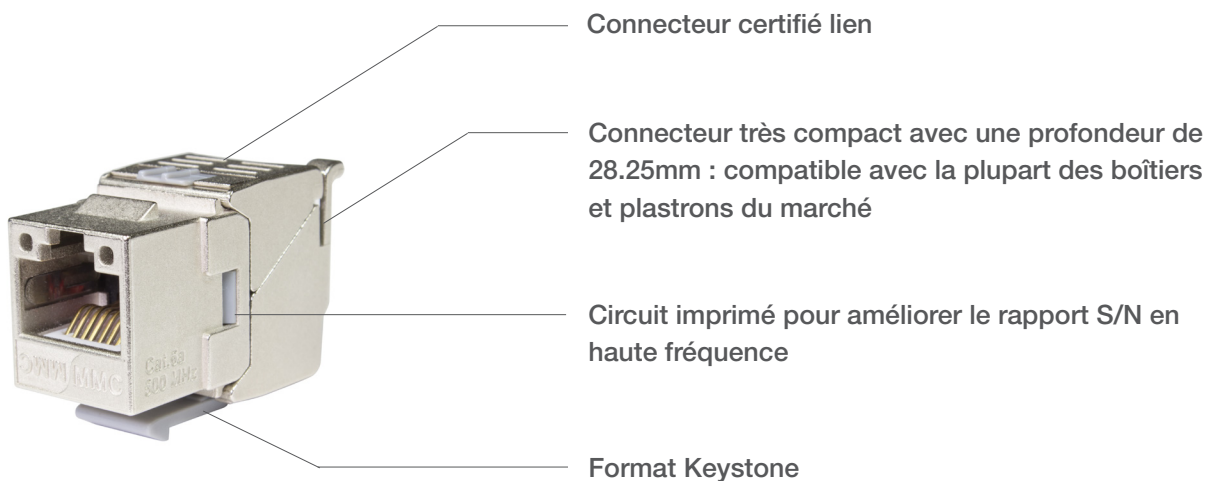 Connecteur certifié lien
Connecteur très compact avec une profondeur de
28.25mm : compatible avec la plupart des boîtiers
et plastrons du marché
Circuit imprimé pour améliorer le rapport S/N en
haute fréquence
Format Keystone
MMC
Cat.6a
500 MHz